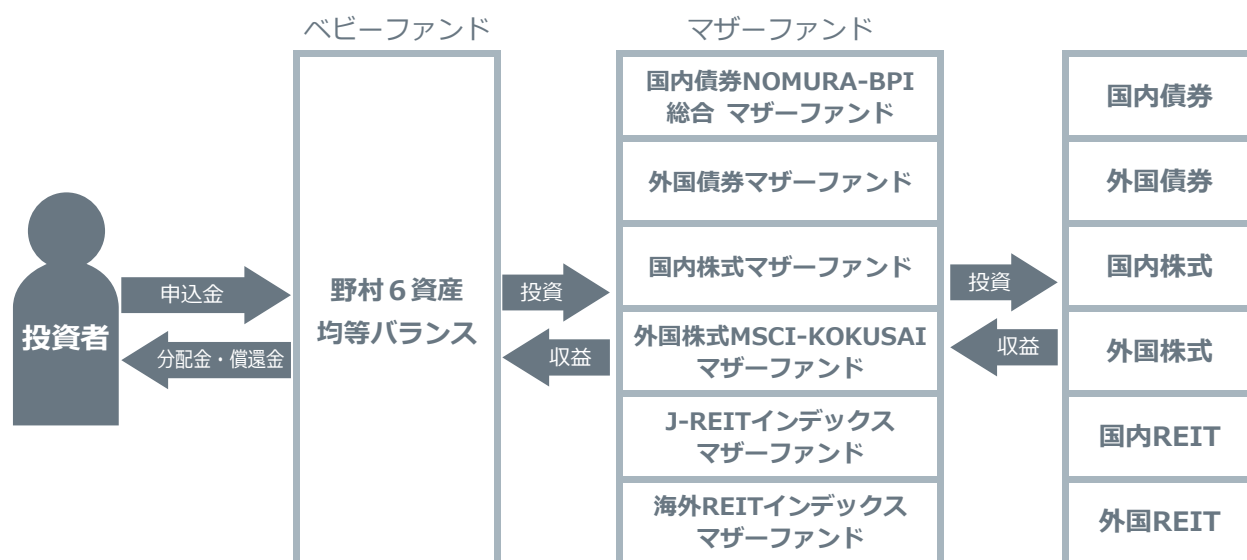 ベビーファンド
マザーファンド
投資者
申込金
分配金・償還金
野村６資産
均等バランス
投資
収益
国内債券NOMURA-BPI
総合 マザーファンド
外国債券マザーファンド
国内株式マザーファンド
外国株式MSCI-KOKUSAI
マザーファンド
J-REITインデックス
マザーファンド
海外REITインデックス
マザーファンド
投資
収益
国内債券
外国債券
国内株式
外国株式
国内REIT
外国REIT